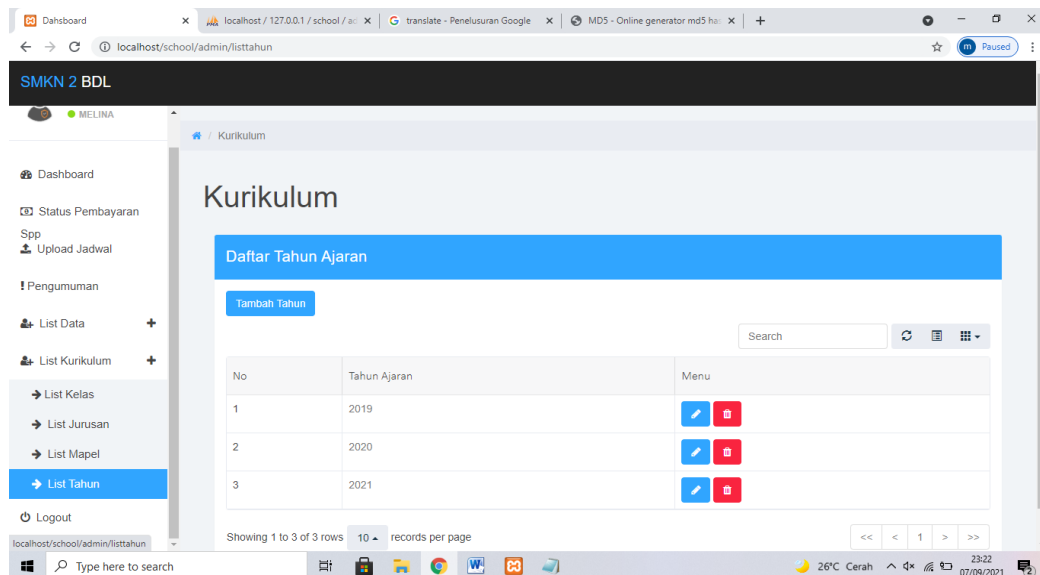 Dahsboard
localhost / 127.0.0.1 / school / ad
translate - Penelusuran Google
MD5 - Online generator md5 has
localhost/school/admin/listtahun
m Paused
SMKN 2 BDL
MELINA
Kurikulum
/ Kurikulum
Dashboard
Status Pembayaran
Spp
Upload Jadwal
Pengumuman
List Data +
List Kurikulum +
List Kelas
List Jurusan
List Mapel
List Tahun
Logout
localhost/school/admin/listtahun
Daftar Tahun Ajaran
Tambah Tahun
Search
No Tahun Ajaran Menu
1 2019
2 2020
3 2021
Showing 1 to 3 of 3 rows 10 records per page
<< < 1 > >>
Type here to search
26°C Cerah
23:22
07/09/2021
2